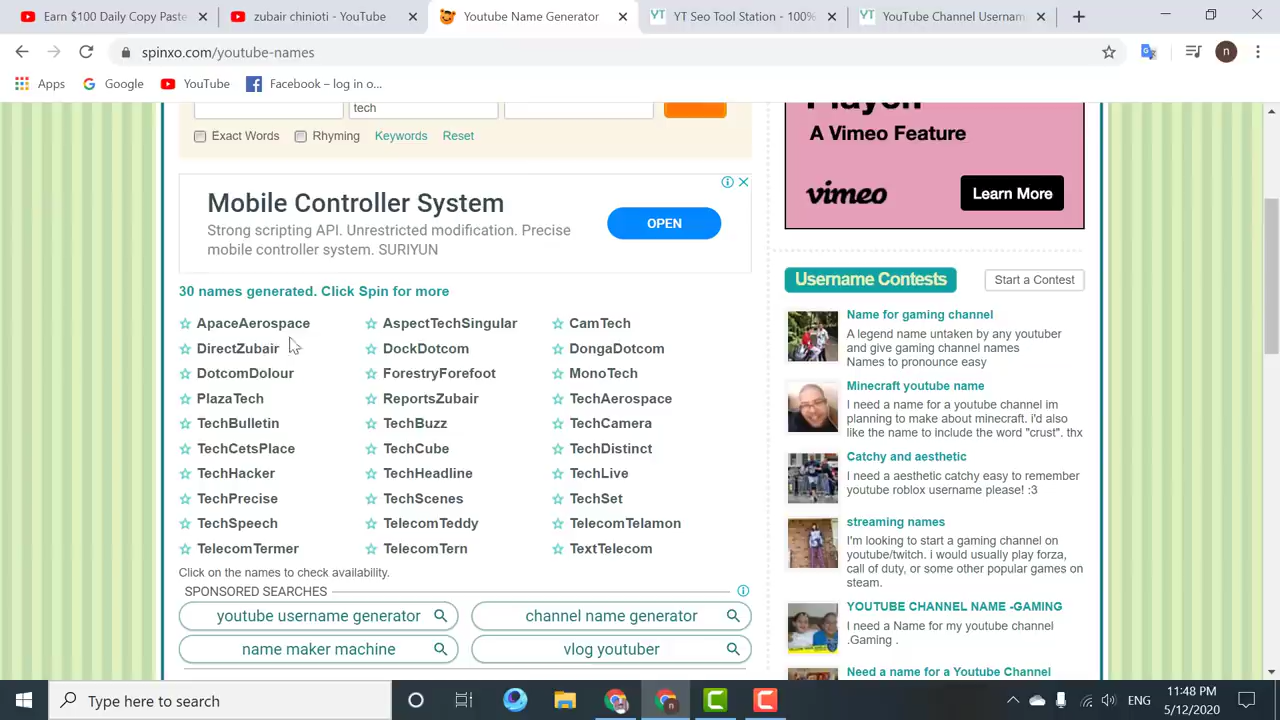 Earn $100 Daily Paste
zubair chinioti - YouTube
Youtube Name Generator
YT Seo Station - 100%
YouTube Channel Usernam
spinxo.com/youtube-names
n
Apps
Google
YouTube
Facebook – log in o...
tech
Exact Words
Rhyming
Keywords
Reset
Mobile Controller System
Strong scripting API. Unrestricted modification. Precise
mobile controller system. SURIYUN
OPEN
30 names generated. Click Spin for more
ApaceAerospace
AspectTechSingular
CamTech
DirectZubair
DockDotcom
DongaDotcom
DotcomDolour
ForestryForefoot
MonoTech
PlazaTech
ReportsZubair
TechAerospace
TechBulletin
TechBuzz
TechCamera
TechCetsPlace
TechCube
TechDistinct
TechHacker
TechHeadline
TechLive
TechPrecise
TechScenes
TechSet
TechSpeech
TelecomTeddy
TelecomTelamon
TelecomTermer
TelecomTern
TextTelecom
Click on the names to check availability.
SPONSORED SEARCHES
youtube username generator
channel name generator
name maker machine
vlog youtuber
A Vimeo Feature
vimeo
Learn More
Username Contests
Start a Contest
Name for gaming channel
A legend name untaken by any youtuber
and give gaming channel names
Names to pronounce easy
Minecraft youtube name
I need a name for a youtube channel im
planning to make about minecraft. i'd also
like the name to include the word "crust". thx
Catchy and aesthetic
I need a aesthetic catchy easy to remember
youtube roblox username please! :3
streaming names
I'm looking to start a gaming channel on
youtube/twitch. i would usually play forza,
call of duty, or some other popular games on
steam.
YOUTUBE CHANNEL NAME -GAMING
I need a Name for my youtube channel
.Gaming .
Need a name for a Youtube Channel
Type here to search
ENG
11:48 PM
5/12/2020